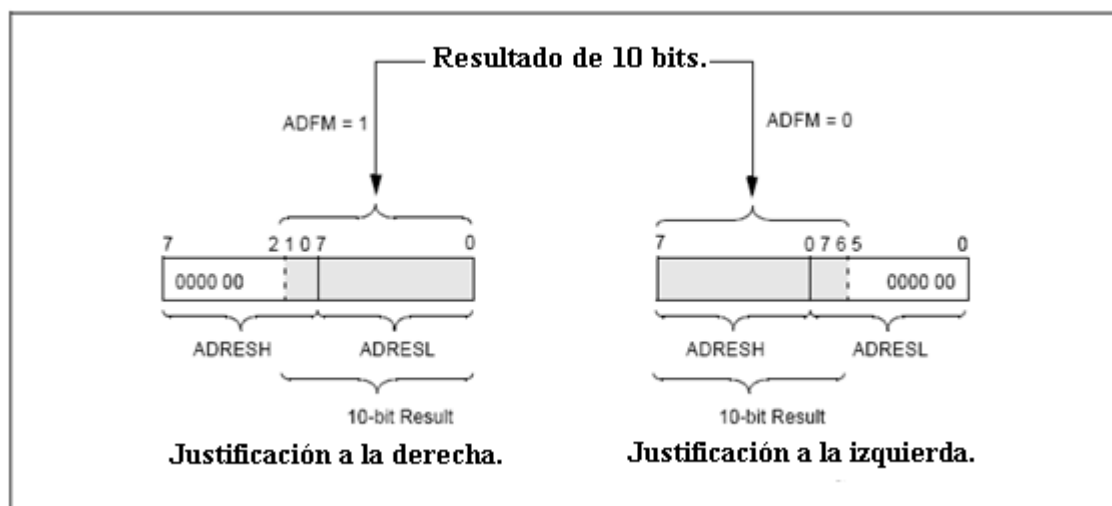 Resultado de 10 bits.
ADFM = 1
ADFM = 0
7 2 1 0 7 0
7 0 7 6 5 0
0000 00
0000 00
ADRESH ADRESL
ADRESH ADRESL
10-bit Result
10-bit Result
Justificación a la derecha.
Justificación a la izquierda.